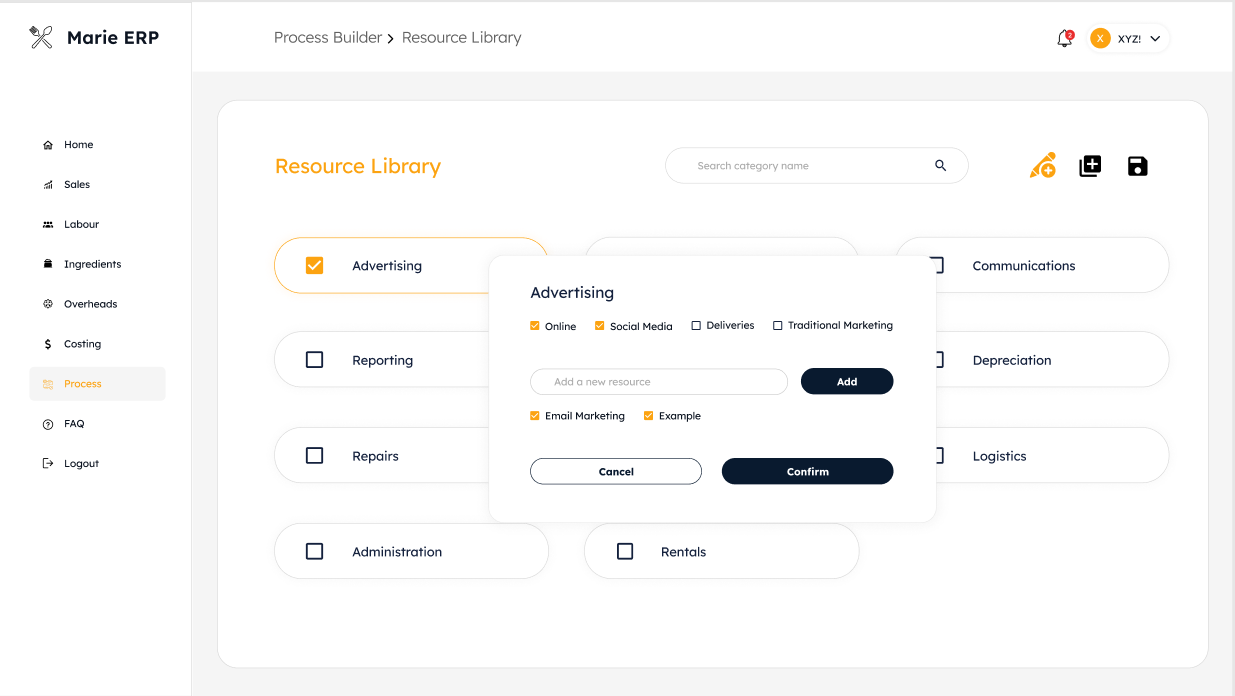 Marie ERP
Process Builder > Resource Library
2
X
XYZ!
Home
Sales
Labour
Ingredients
Overheads
Costing
Process
FAQ
Logout
Resource Library
Search category name
Advertising
Communications
Reporting
Depreciation
Repairs
Logistics
Administration
Rentals
Advertising
Online Social Media Deliveries Traditional Marketing
Add a new resource Add
Email Marketing Example
Cancel Confirm